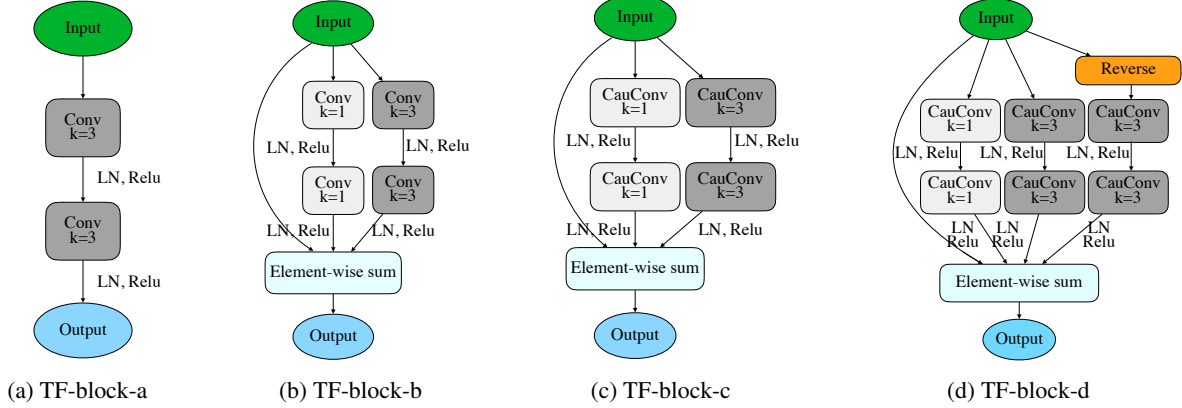 Input
Conv
k=3
LN, Relu
Conv
k=3
LN, Relu
Output
(a) TF-block-a
Input
Conv
k=1
Conv
k=3
LN, Relu
LN, Relu
Conv
k=1
Conv
k=3
LN, Relu
LN, Relu
Element-wise sum
Output
(b) TF-block-b
Input
CauConv
k=1
CauConv
k=3
LN, Relu
LN, Relu
CauConv
k=1
CauConv
k=3
LN, Relu
LN, Relu
Element-wise sum
Output
(c) TF-block-c
Input
Reverse
CauConv
k=1
CauConv
k=3
CauConv
k=3
LN, Relu
LN, Relu
LN, Relu
CauConv
k=1
CauConv
k=3
CauConv
k=3
LN
Relu
LN
Relu
LN
Relu
Element-wise sum
Output
(d) TF-block-d